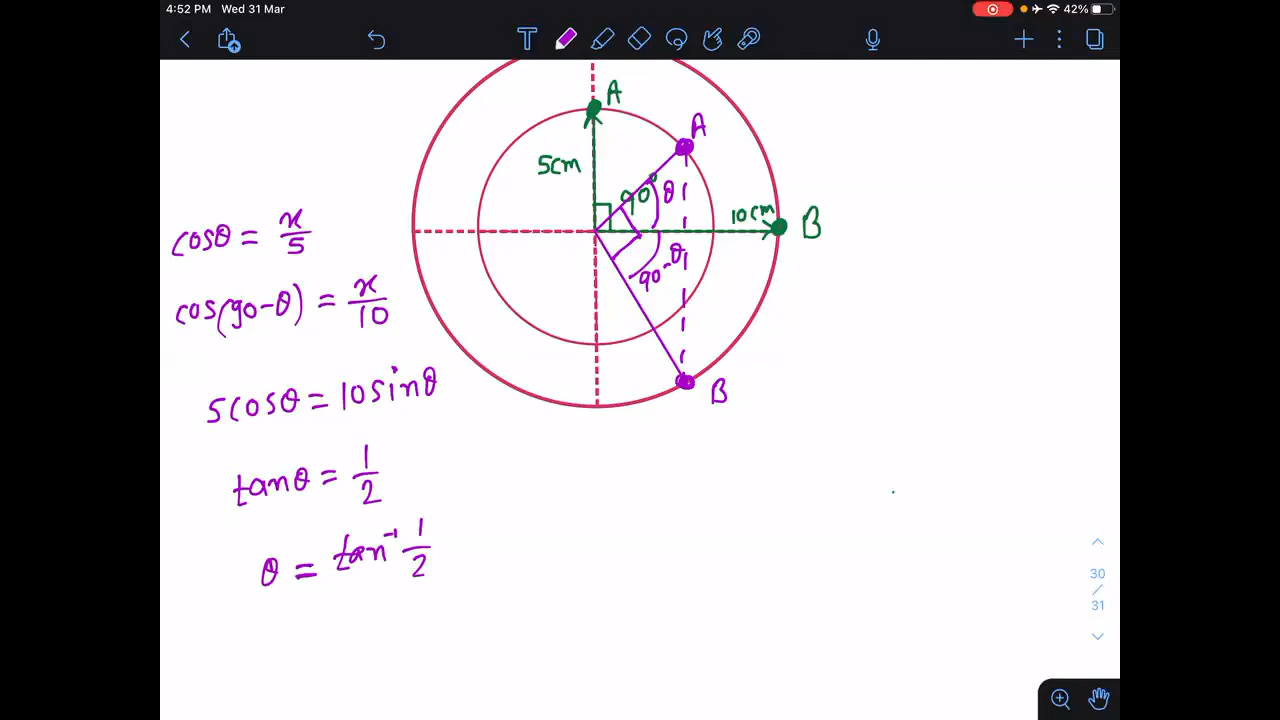 4:52 PM Wed 31 Mar
42%
T
A
A
5cm
90°
θ
10cm
B
90-θ
B
cosθ = x/5
cos(90-θ) = x/10
5cosθ = 10sinθ
tanθ = 1/2
θ = tan⁻¹ 1/2
30
/
31